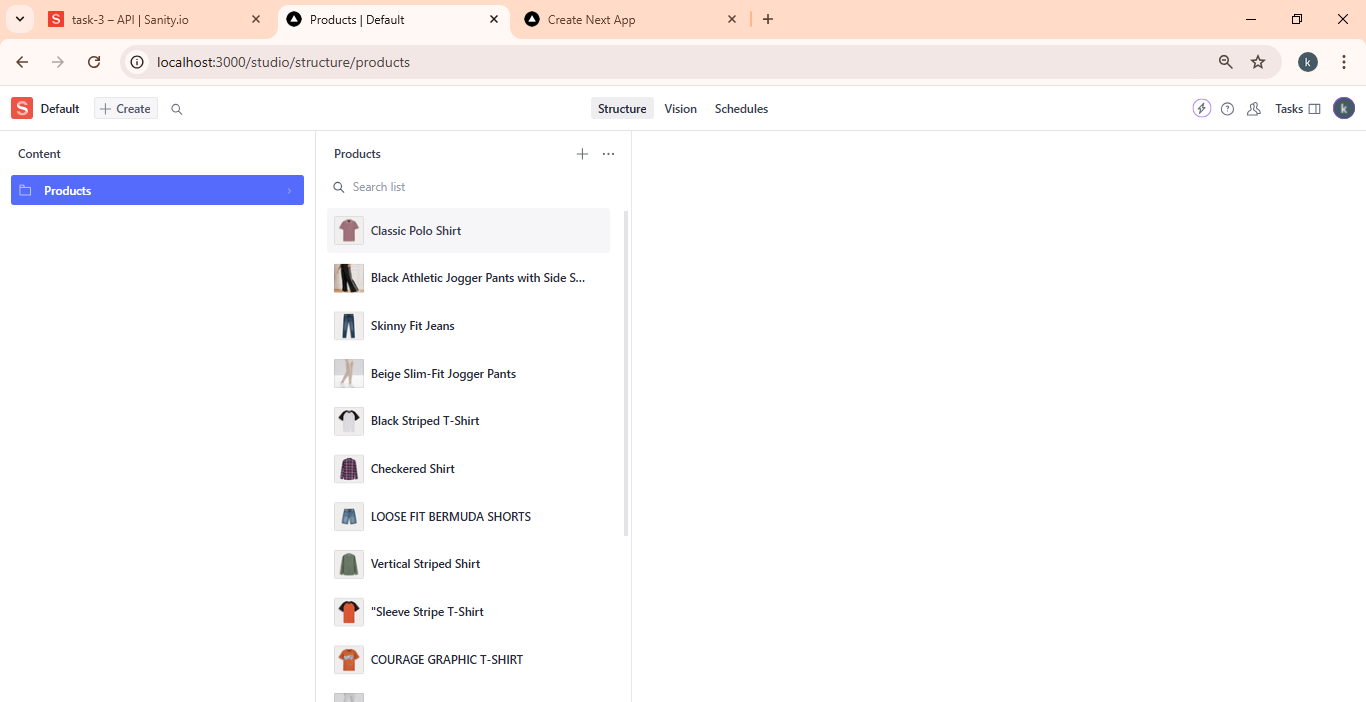 task-3 – API | Sanity.io
Products | Default
Create Next App
localhost:3000/studio/structure/products
k
S Default
Create
Structure
Vision
Schedules
Tasks
k
Content
Products
Products
Search list
Classic Polo Shirt
Black Athletic Jogger Pants with Side S...
Skinny Fit Jeans
Beige Slim-Fit Jogger Pants
Black Striped T-Shirt
Checkered Shirt
LOOSE FIT BERMUDA SHORTS
Vertical Striped Shirt
"Sleeve Stripe T-Shirt
COURAGE GRAPHIC T-SHIRT